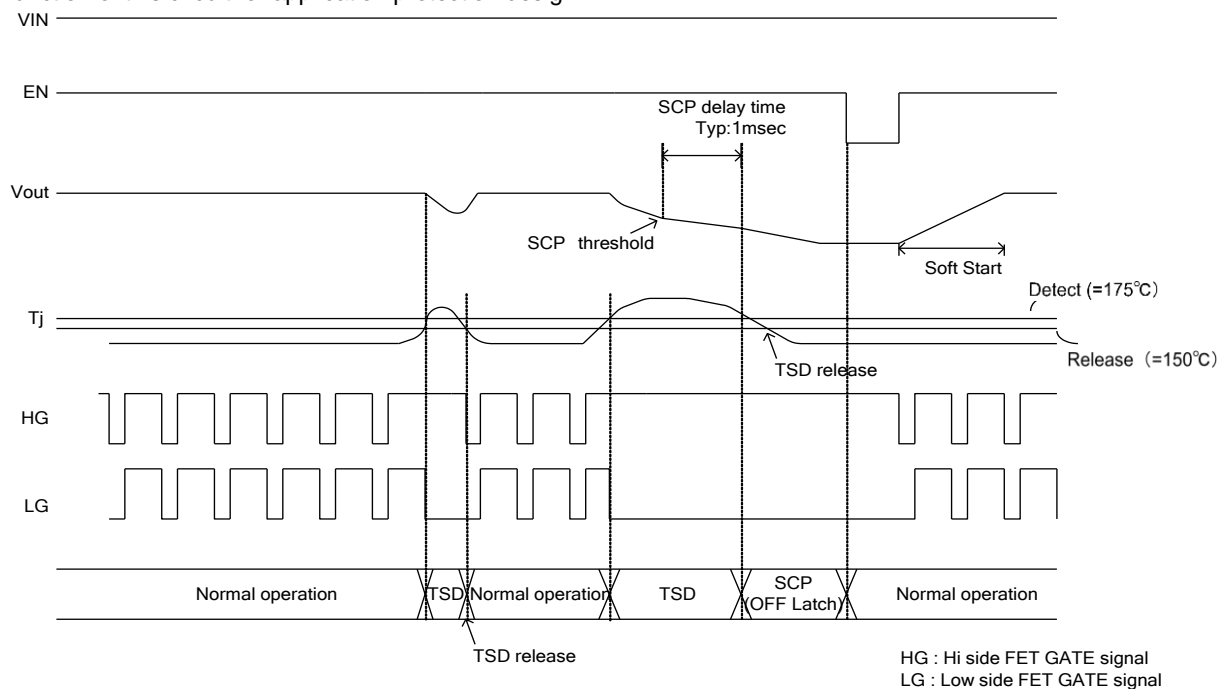 VIN
EN
SCP delay time
Typ:1msec
Vout
SCP threshold
Soft Start
Detect (=175℃)
Tj
TSD release
Release （=150℃)
HG
LG
Normal operation
TSD
Normal operation
TSD
SCP
(OFF Latch)
Normal operation
TSD release
HG : Hi side FET GATE signal
LG : Low side FET GATE signal